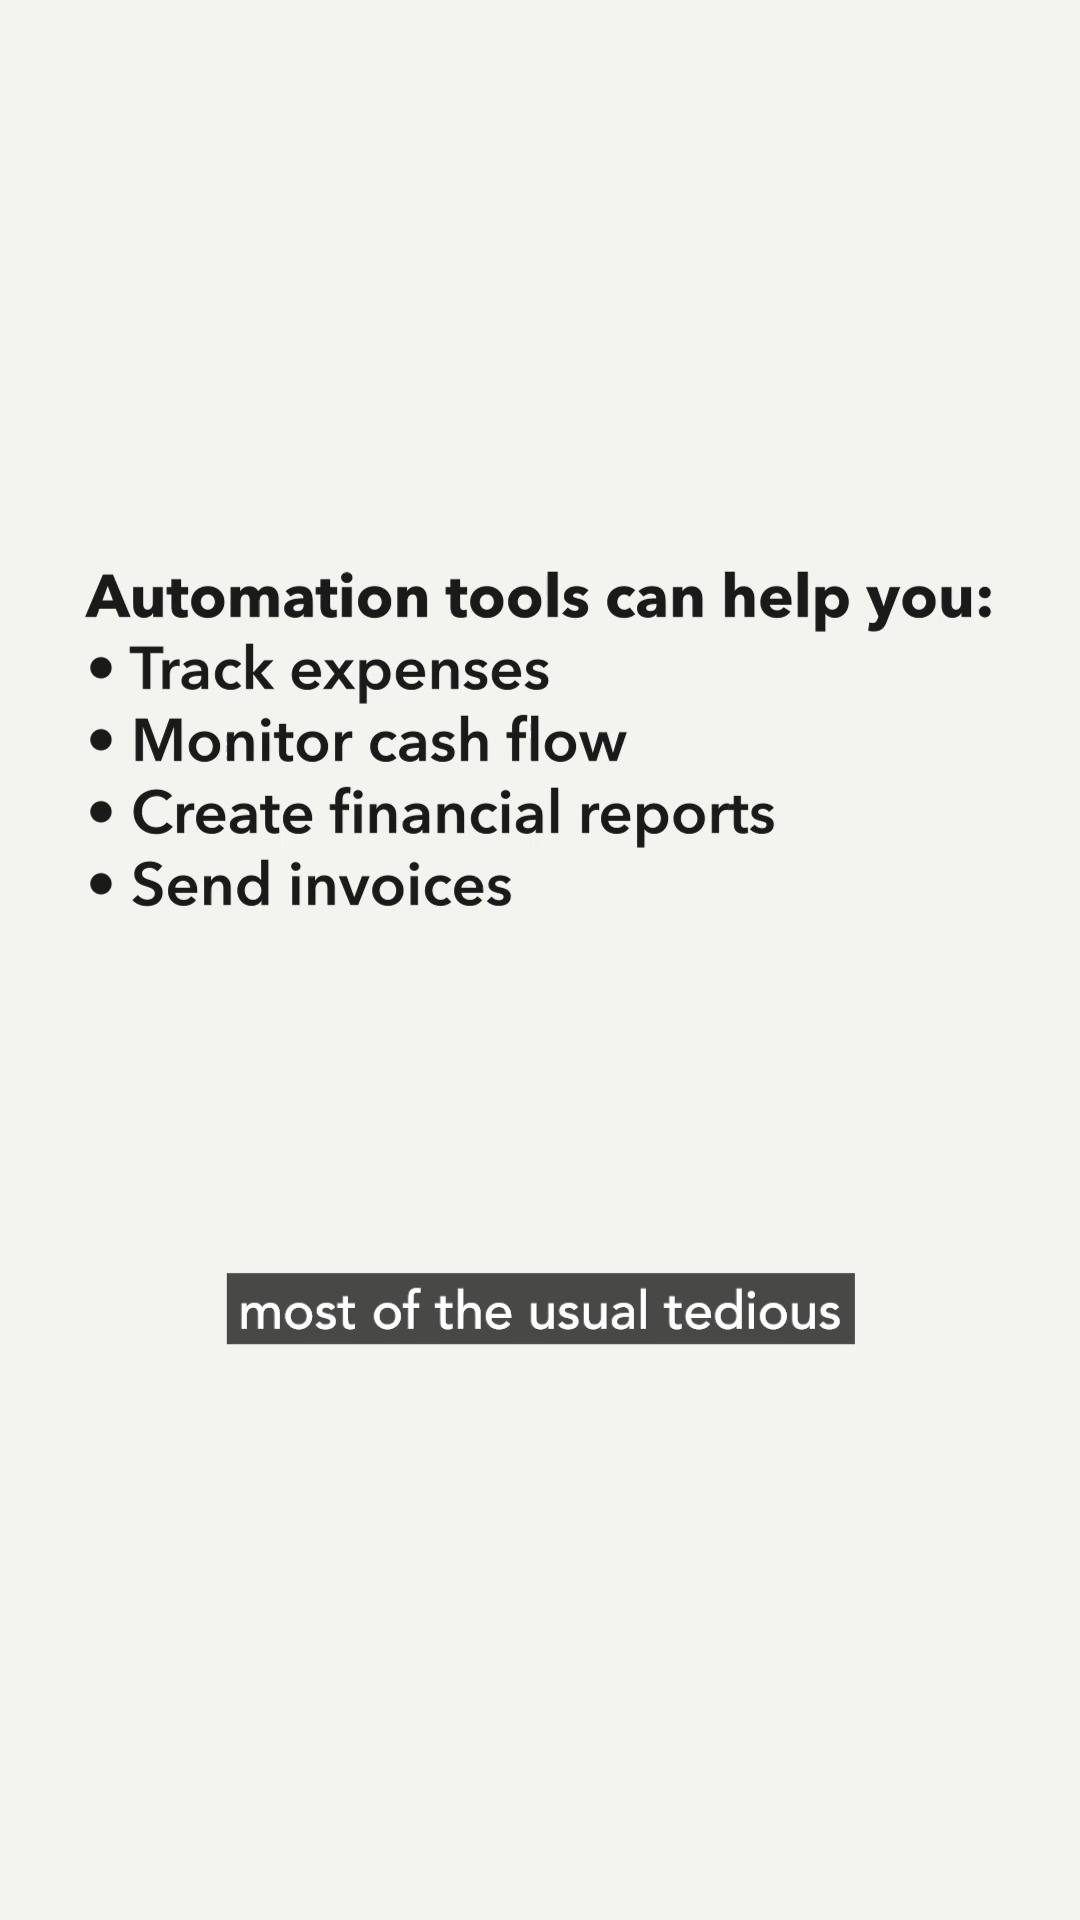 Automation tools can help you:
• Track expenses
• Monitor cash flow
• Create financial reports
• Send invoices
most of the usual tedious